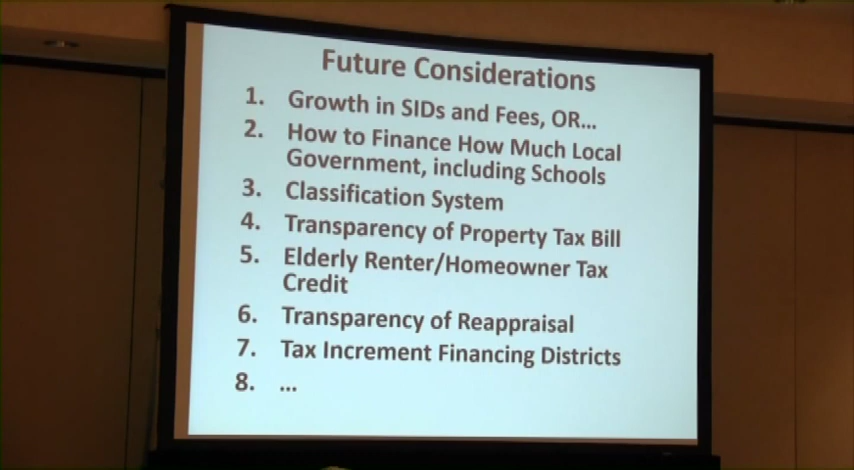 Future Considerations
1. Growth in SIDs and Fees, OR...
2. How to Finance How Much Local
Government, including Schools
3. Classification System
4. Transparency of Property Tax Bill
5. Elderly Renter/Homeowner Tax
Credit
6. Transparency of Reappraisal
7. Tax Increment Financing Districts
8. ...